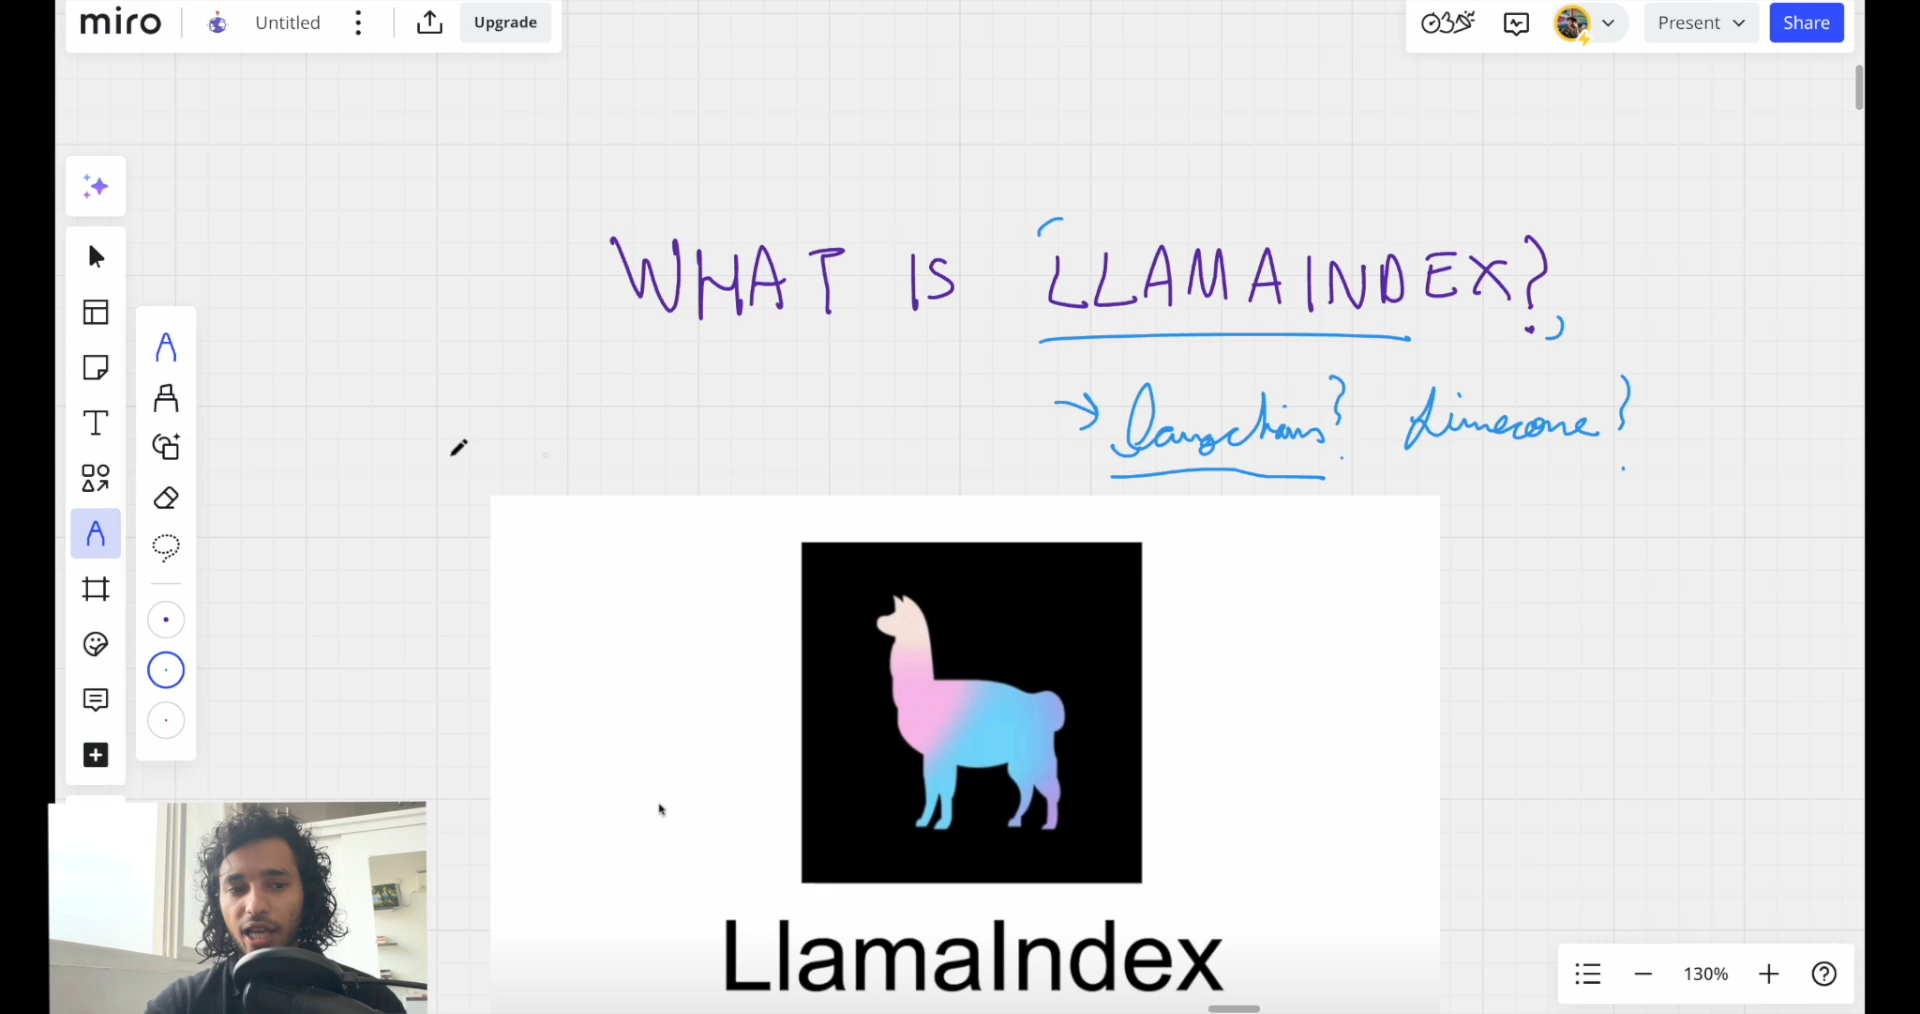 miro
Untitled
Upgrade
Present
Share
WHAT IS LLAMAINDEX?
→ Langchain? Pinecone?
LlamaIndex
130%